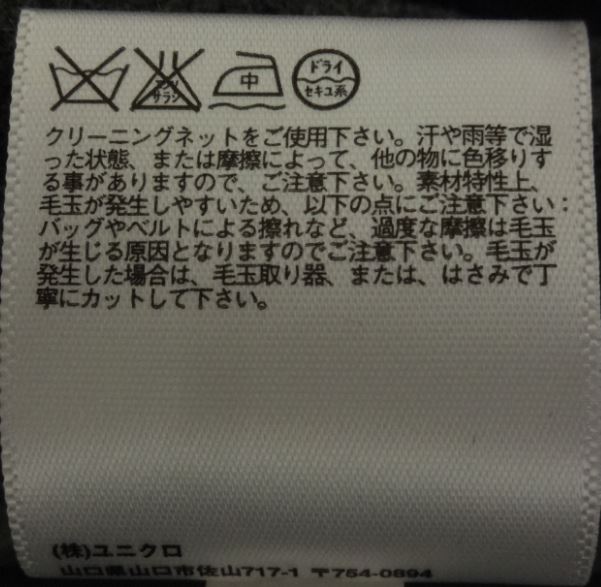 エンソサラシ 中 ドライ セキユ系
クリーニングネットをご使用下さい。汗や雨等で湿
った状態、または摩擦によって、他の物に色移りす
る事がありますので、ご注意下さい。素材特性上、
毛玉が発生しやすいため、以下の点にご注意下さい：
バッグやベルトによる擦れなど、過度な摩擦は毛玉
が生じる原因となりますのでご注意下さい。毛玉が
発生した場合は、毛玉取り器、または、はさみで丁
寧にカットして下さい。
(株)ユニクロ
山口県山口市佐山717-1 〒754-0894